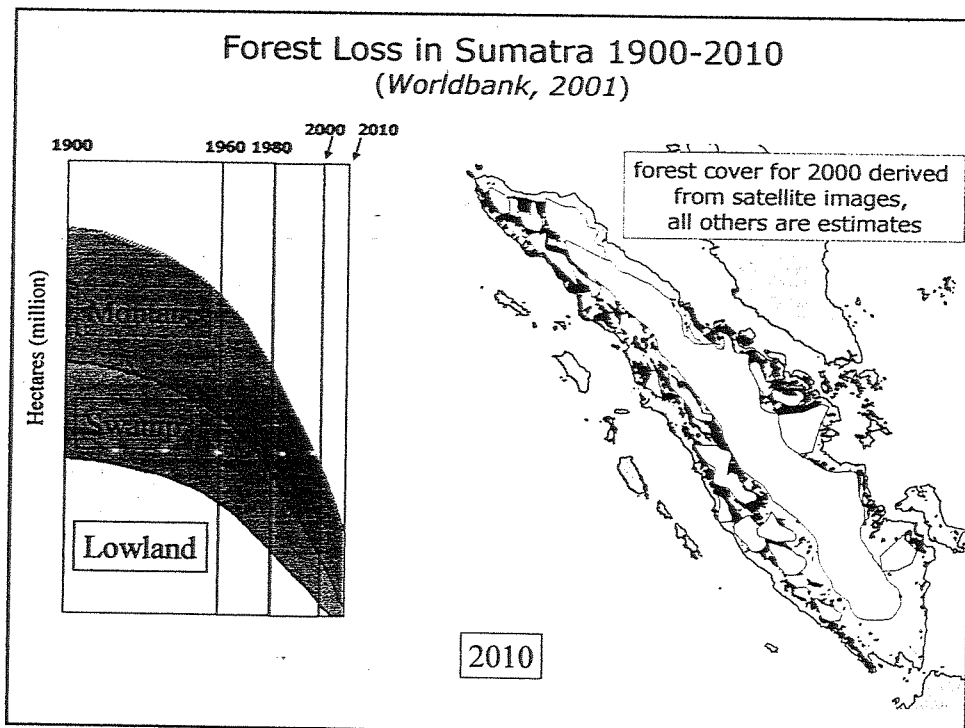 Forest Loss in Sumatra 1900-2010
(Worldbank, 2001)
1900
1960
1980
2000
2010
Hectares (million)
Montane
Swamp
Lowland
forest cover for 2000 derived
from satellite images,
all others are estimates
2010